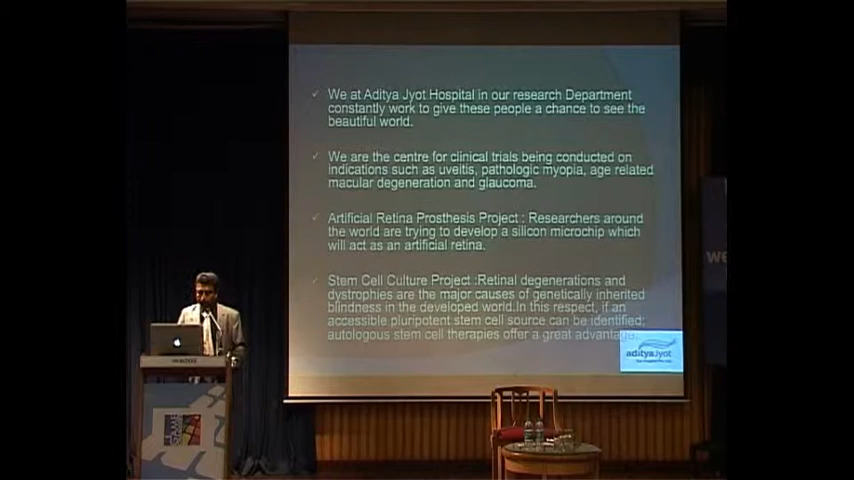 We at Aditya Jyot Hospital in our research Department
constantly work to give these people a chance to see the
beautiful world.
We are the centre for clinical trials being conducted on
indications such as uveitis, pathologic myopia, age related
macular degeneration and glaucoma.
Artificial Retina Prosthesis Project : Researchers around
the world are trying to develop a silicon microchip which
will act as an artificial retina.
Stem Cell Culture Project :Retinal degenerations and
dystrophies are the major causes of genetically inherited
blindness in the developed world.In this respect, if an
accessible pluripotent stem cell source can be identified;
autologous stem cell therapies offer a great advantage.
adityaJyot
we